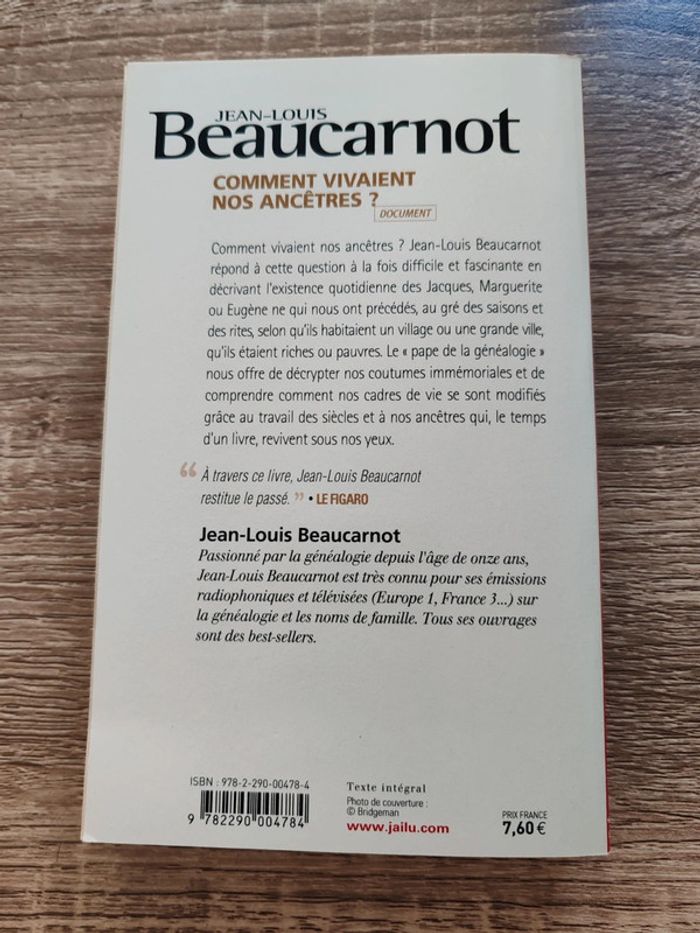 JEAN-LOUIS
Beaucarnot
COMMENT VIVAIENT
NOS ANCÊTRES ?
DOCUMENT
Comment vivaient nos ancêtres ? Jean-Louis Beaucarnot
répond à cette question à la fois difficile et fascinante en
décrivant l'existence quotidienne des Jacques, Marguerite
ou Eugène ne qui nous ont précédés, au gré des saisons et
des rites, selon qu'ils habitaient un village ou une grande ville,
qu'ils étaient riches ou pauvres. Le « pape de la généalogie »
nous offre de décrypter nos coutumes immémoriales et de
comprendre comment nos cadres de vie se sont modifiés
grâce au travail des siècles et à nos ancêtres qui, le temps
d'un livre, revivent sous nos yeux.
“ À travers ce livre, Jean-Louis Beaucarnot
restitue le passé. ” • LE FIGARO
Jean-Louis Beaucarnot
Passionné par la généalogie depuis l'âge de onze ans,
Jean-Louis Beaucarnot est très connu pour ses émissions
radiophoniques et télévisées (Europe 1, France 3...) sur
la généalogie et les noms de famille. Tous ses ouvrages
sont des best-sellers.
ISBN : 978-2-290-00478-4
9 782290 004784
Texte intégral
Photo de couverture :
© Bridgeman
www.jailu.com
PRIX FRANCE
7,60 €